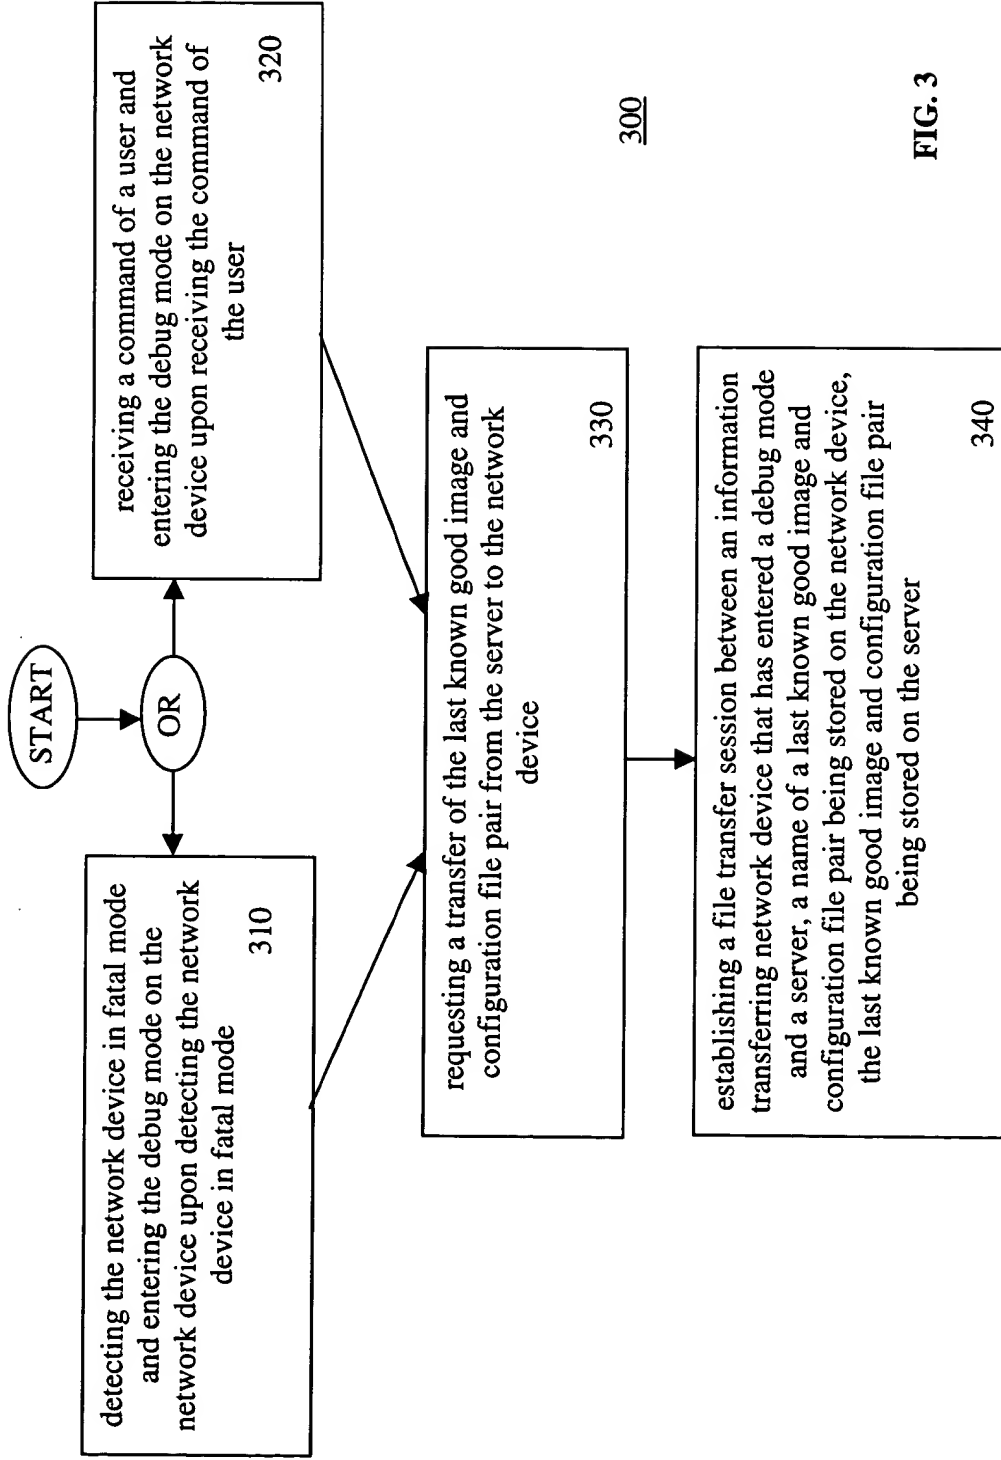 START
OR
detecting the network device in fatal mode
and entering the debug mode on the
network device upon detecting the network
device in fatal mode
310
receiving a command of a user and
entering the debug mode on the network
device upon receiving the command of
the user
320
requesting a transfer of the last known good image and
configuration file pair from the server to the network
device
330
establishing a file transfer session between an information
transferring network device that has entered a debug mode
and a server, a name of a last known good image and
configuration file pair being stored on the network device,
the last known good image and configuration file pair
being stored on the server
340
300
FIG. 3